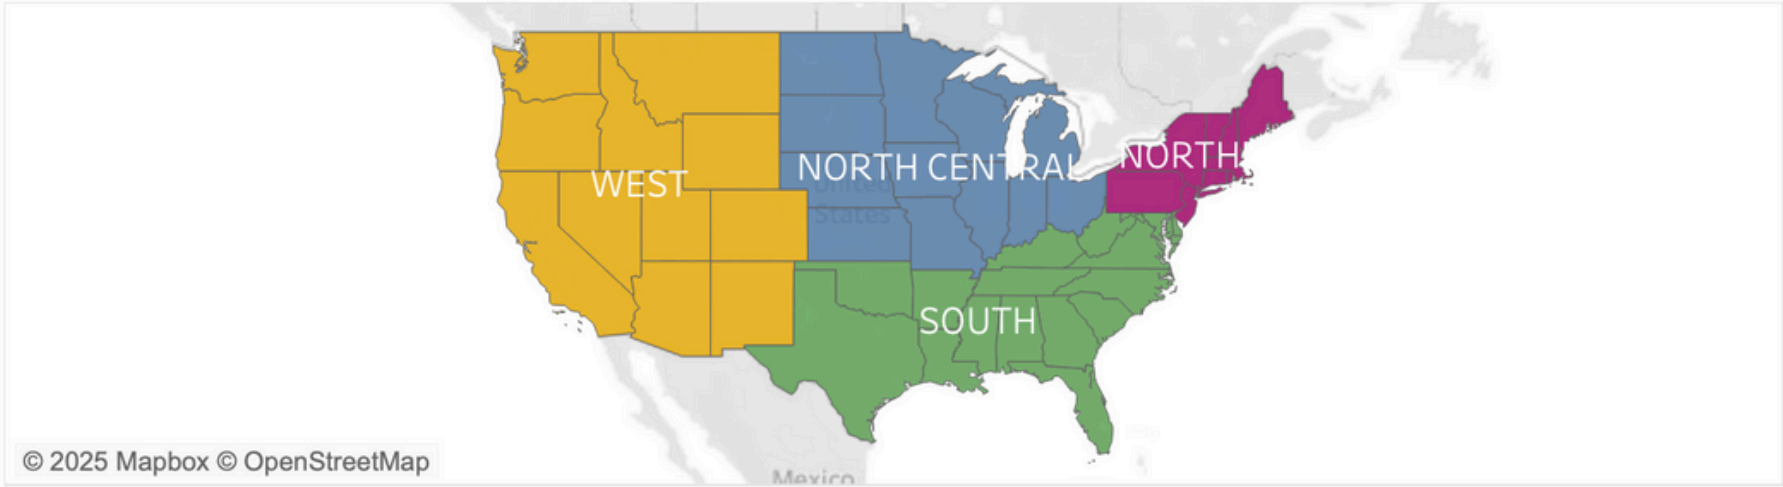 NORTH CENTRAL
NORTH
WEST
United
States
SOUTH
© 2025 Mapbox © OpenStreetMap
Mexico